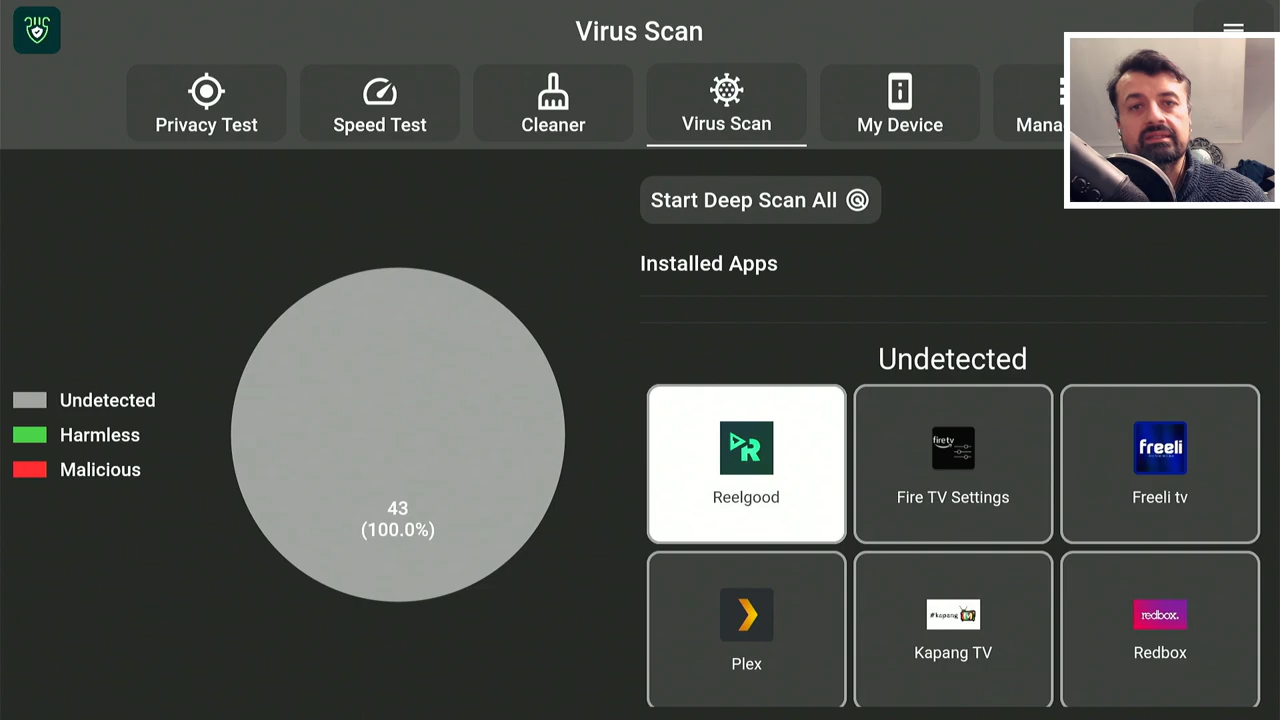 Virus Scan
Privacy Test
Speed Test
Cleaner
Virus Scan
My Device
Mana
Start Deep Scan All
Installed Apps
Undetected
Undetected
Harmless
Malicious
43
(100.0%)
Reelgood
fire tv
Fire TV Settings
freeli
Freeli tv
Plex
#kapang
Kapang TV
redbox.
Redbox